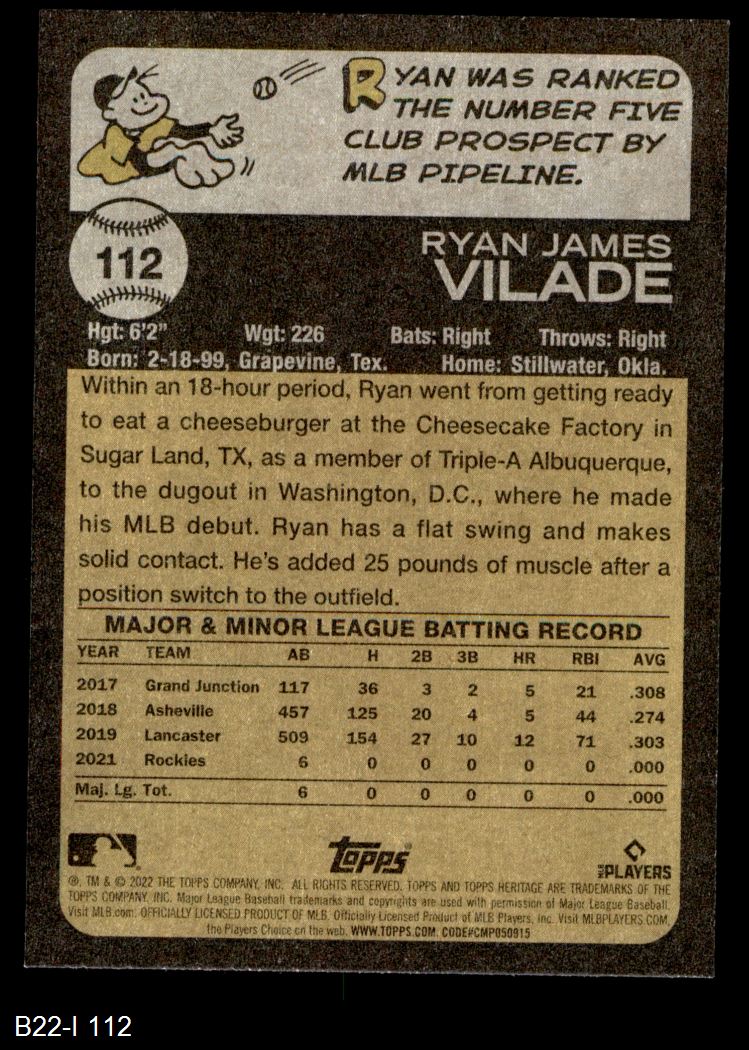 RYAN WAS RANKED
THE NUMBER FIVE
CLUB PROSPECT BY
MLB PIPELINE.
112
RYAN JAMES
VILADE
Hgt: 6'2" Wgt: 226 Bats: Right Throws: Right
Born: 2-18-99, Grapevine, Tex. Home: Stillwater, Okla.
Within an 18-hour period, Ryan went from getting ready
to eat a cheeseburger at the Cheesecake Factory in
Sugar Land, TX, as a member of Triple-A Albuquerque,
to the dugout in Washington, D.C., where he made
his MLB debut. Ryan has a flat swing and makes
solid contact. He's added 25 pounds of muscle after a
position switch to the outfield.
MAJOR & MINOR LEAGUE BATTING RECORD
YEAR TEAM AB H 2B 3B HR RBI AVG
2017 Grand Junction 117 36 3 2 5 21 .308
2018 Asheville 457 125 20 4 5 44 .274
2019 Lancaster 509 154 27 10 12 71 .303
2021 Rockies 6 0 0 0 0 0 .000
Maj. Lg. Tot. 6 0 0 0 0 0 .000
Topps
MLB PLAYERS
®, TM & © 2022 THE TOPPS COMPANY, INC. ALL RIGHTS RESERVED. TOPPS AND TOPPS HERITAGE ARE TRADEMARKS OF THE
TOPPS COMPANY, INC. Major League Baseball trademarks and copyrights are used with permission of Major League Baseball.
Visit MLB.com. OFFICIALLY LICENSED PRODUCT OF MLB. Officially Licensed Product of MLB Players, Inc. Visit MLBPLAYERS.COM,
the Players Choice on the web. WWW.TOPPS.COM. CODE#CMP050915
B22-I 112